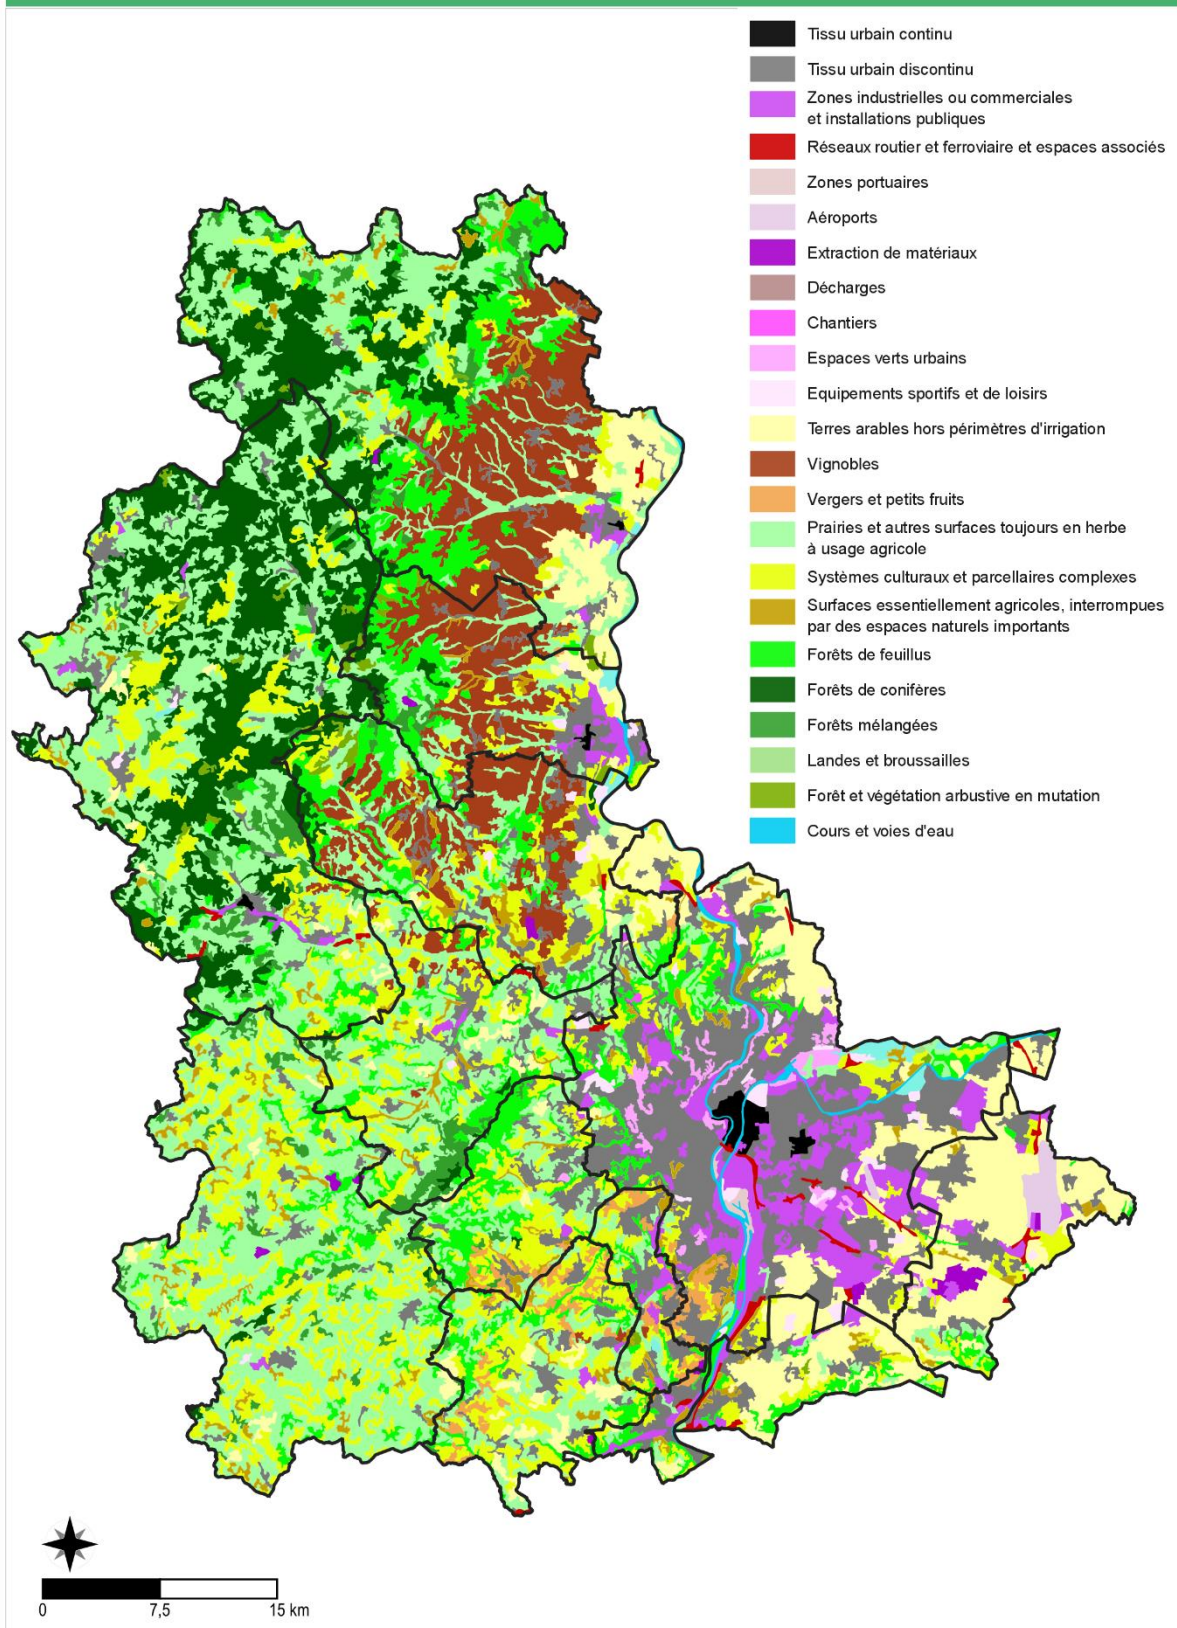 Tissu urbain continu
Tissu urbain discontinu
Zones industrielles ou commerciales
et installations publiques
Réseaux routier et ferroviaire et espaces associés
Zones portuaires
Aéroports
Extraction de matériaux
Décharges
Chantiers
Espaces verts urbains
Equipements sportifs et de loisirs
Terres arables hors périmètres d'irrigation
Vignobles
Vergers et petits fruits
Prairies et autres surfaces toujours en herbe
à usage agricole
Systèmes culturaux et parcellaires complexes
Surfaces essentiellement agricoles, interrompues
par des espaces naturels importants
Forêts de feuillus
Forêts de conifères
Forêts mélangées
Landes et broussailles
Forêt et végétation arbustive en mutation
Cours et voies d'eau
0 7,5 15 km